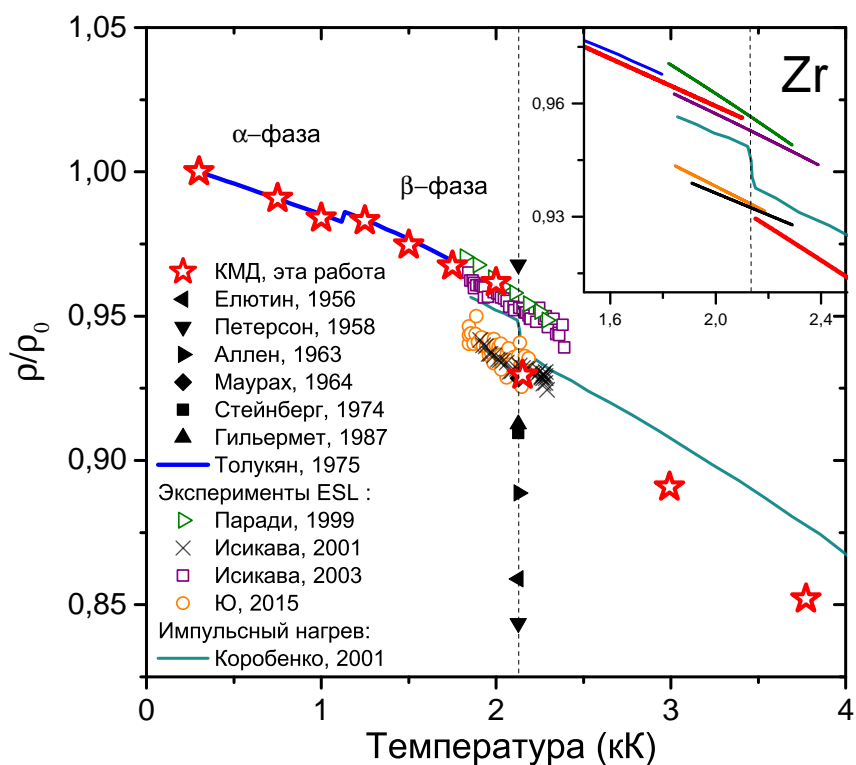 1,05
1,00
0,95
0,90
0,85
ρ/ρ0
α−фаза
β−фаза
Zr
0,96
0,93
1,6
2,0
2,4
КМД, эта работа
Елютин, 1956
Петерсон, 1958
Аллен, 1963
Маурах, 1964
Стейнберг, 1974
Гильермет, 1987
Толукян, 1975
Эксперименты ESL :
Паради, 1999
Исикава, 2001
Исикава, 2003
Ю, 2015
Импульсный нагрев:
Коробенко, 2001
0
1
2
3
4
Температура (кК)